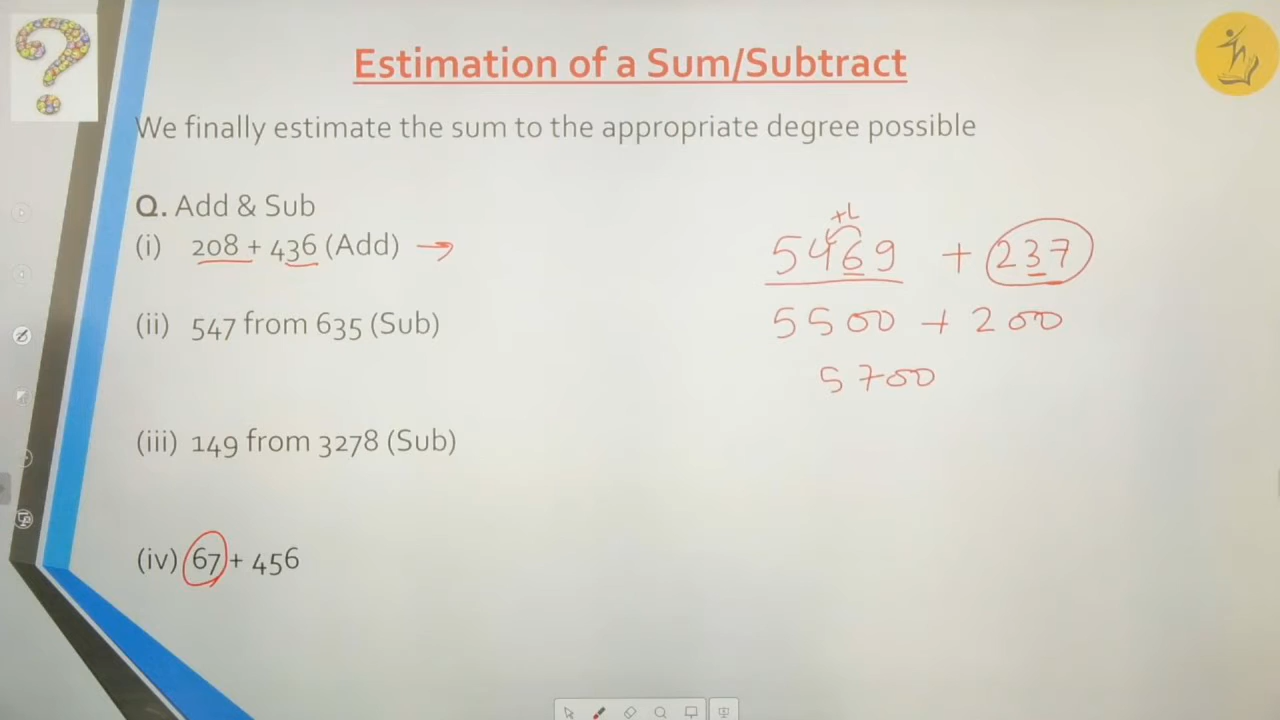 Estimation of a Sum/Subtract
We finally estimate the sum to the appropriate degree possible
Q. Add & Sub
(i) 208 + 436 (Add) →
(ii) 547 from 635 (Sub)
(iii) 149 from 3278 (Sub)
(iv) 67 + 456
+1
5469 + 237
5500 + 200
5700